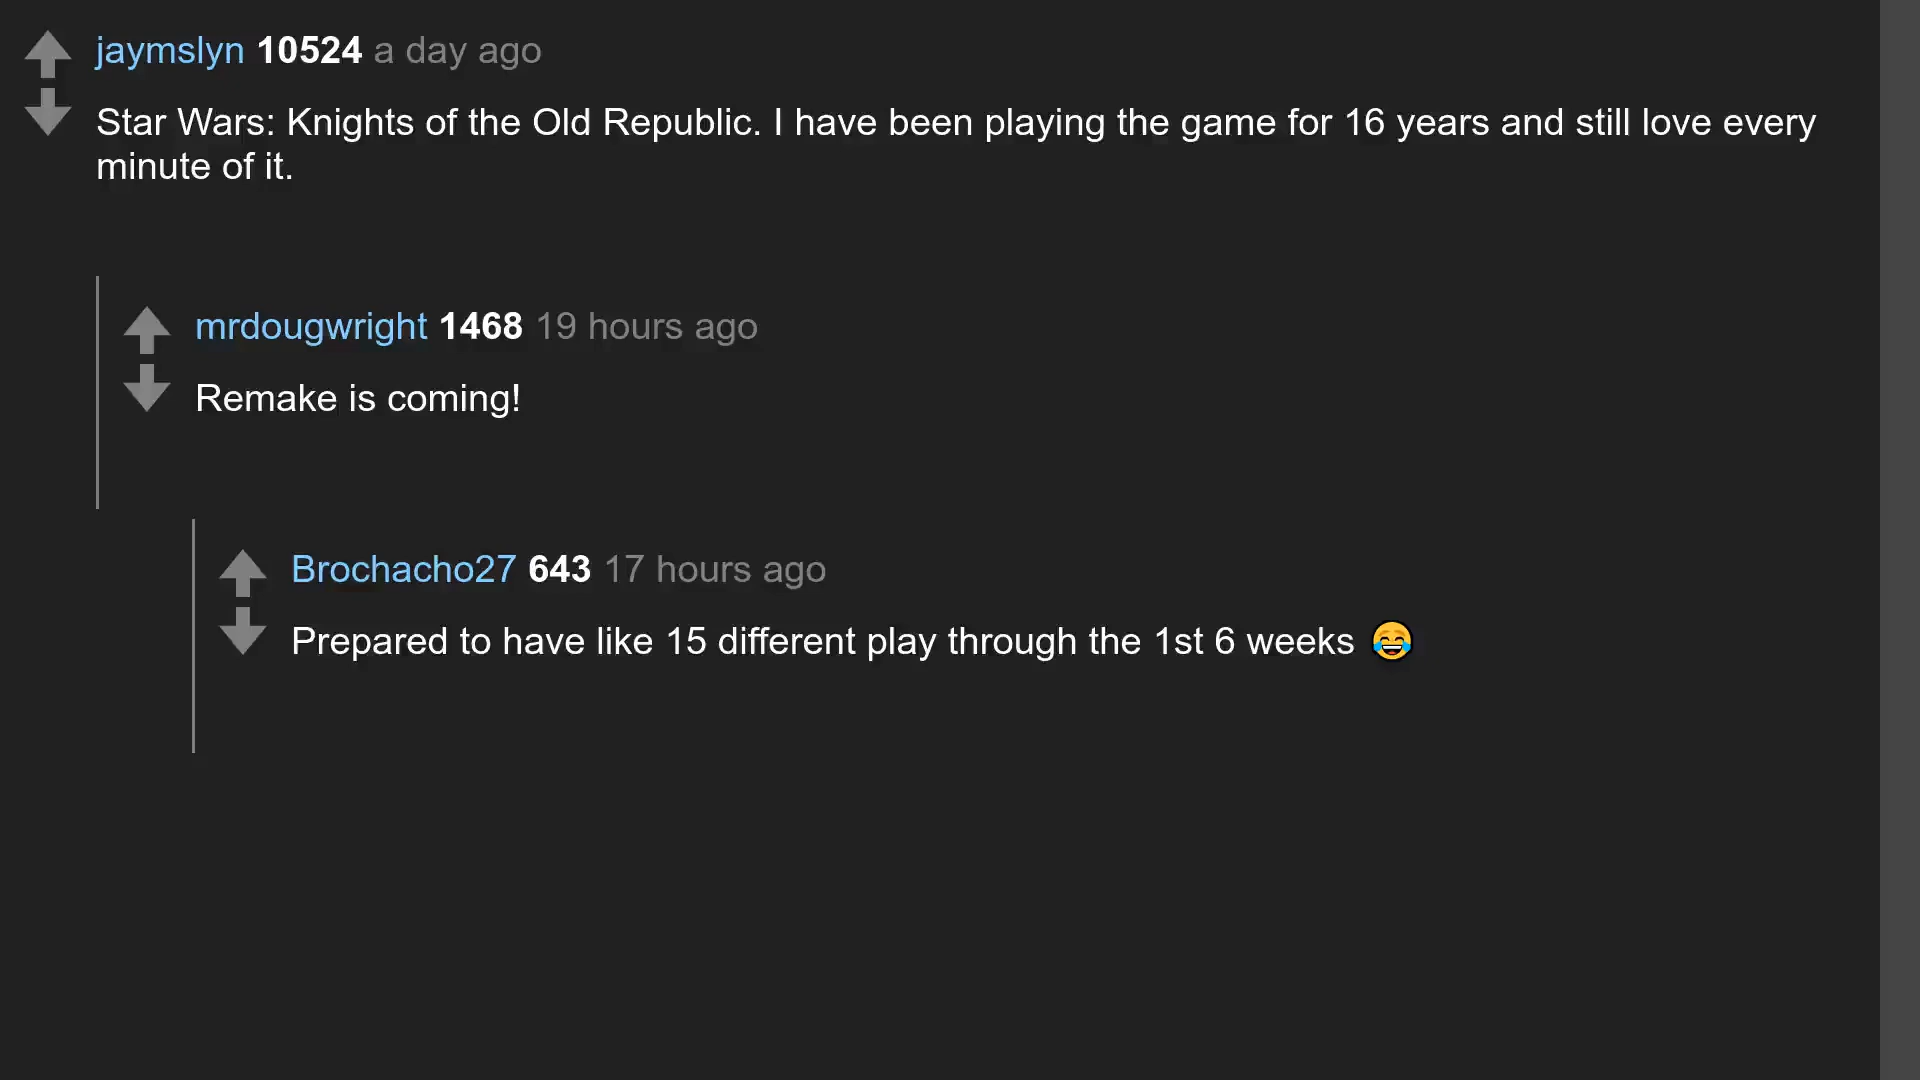 jaymslyn 10524 a day ago
Star Wars: Knights of the Old Republic. I have been playing the game for 16 years and still love every
minute of it.
mrdougwright 1468 19 hours ago
Remake is coming!
Brochacho27 643 17 hours ago
Prepared to have like 15 different play through the 1st 6 weeks 😂